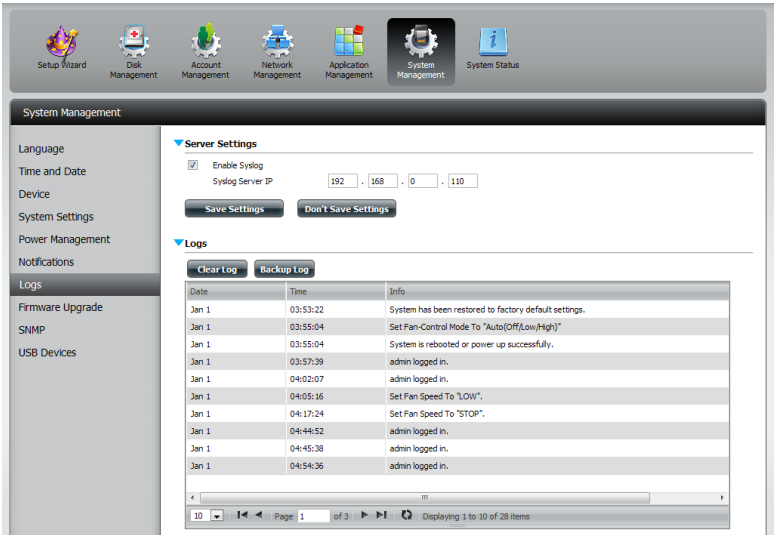 Setup Wizard
Disk Management
Account Management
Network Management
Application Management
System Management
System Status
System Management
Language
Time and Date
Device
System Settings
Power Management
Notifications
Logs
Firmware Upgrade
SNMP
USB Devices
Server Settings
Enable Syslog
Syslog Server IP 192 . 168 . 0 . 110
Save Settings Don't Save Settings
Logs
Clear Log Backup Log
Date Time Info
Jan 1 03:53:22 System has been restored to factory default settings.
Jan 1 03:55:04 Set Fan-Control Mode To "Auto(Off/Low/High)"
Jan 1 03:55:04 System is rebooted or power up successfully.
Jan 1 03:57:39 admin logged in.
Jan 1 04:02:07 admin logged in.
Jan 1 04:05:16 Set Fan Speed To "LOW".
Jan 1 04:17:24 Set Fan Speed To "STOP".
Jan 1 04:44:52 admin logged in.
Jan 1 04:45:38 admin logged in.
Jan 1 04:54:36 admin logged in.
10 Page 1 of 3 Displaying 1 to 10 of 28 items